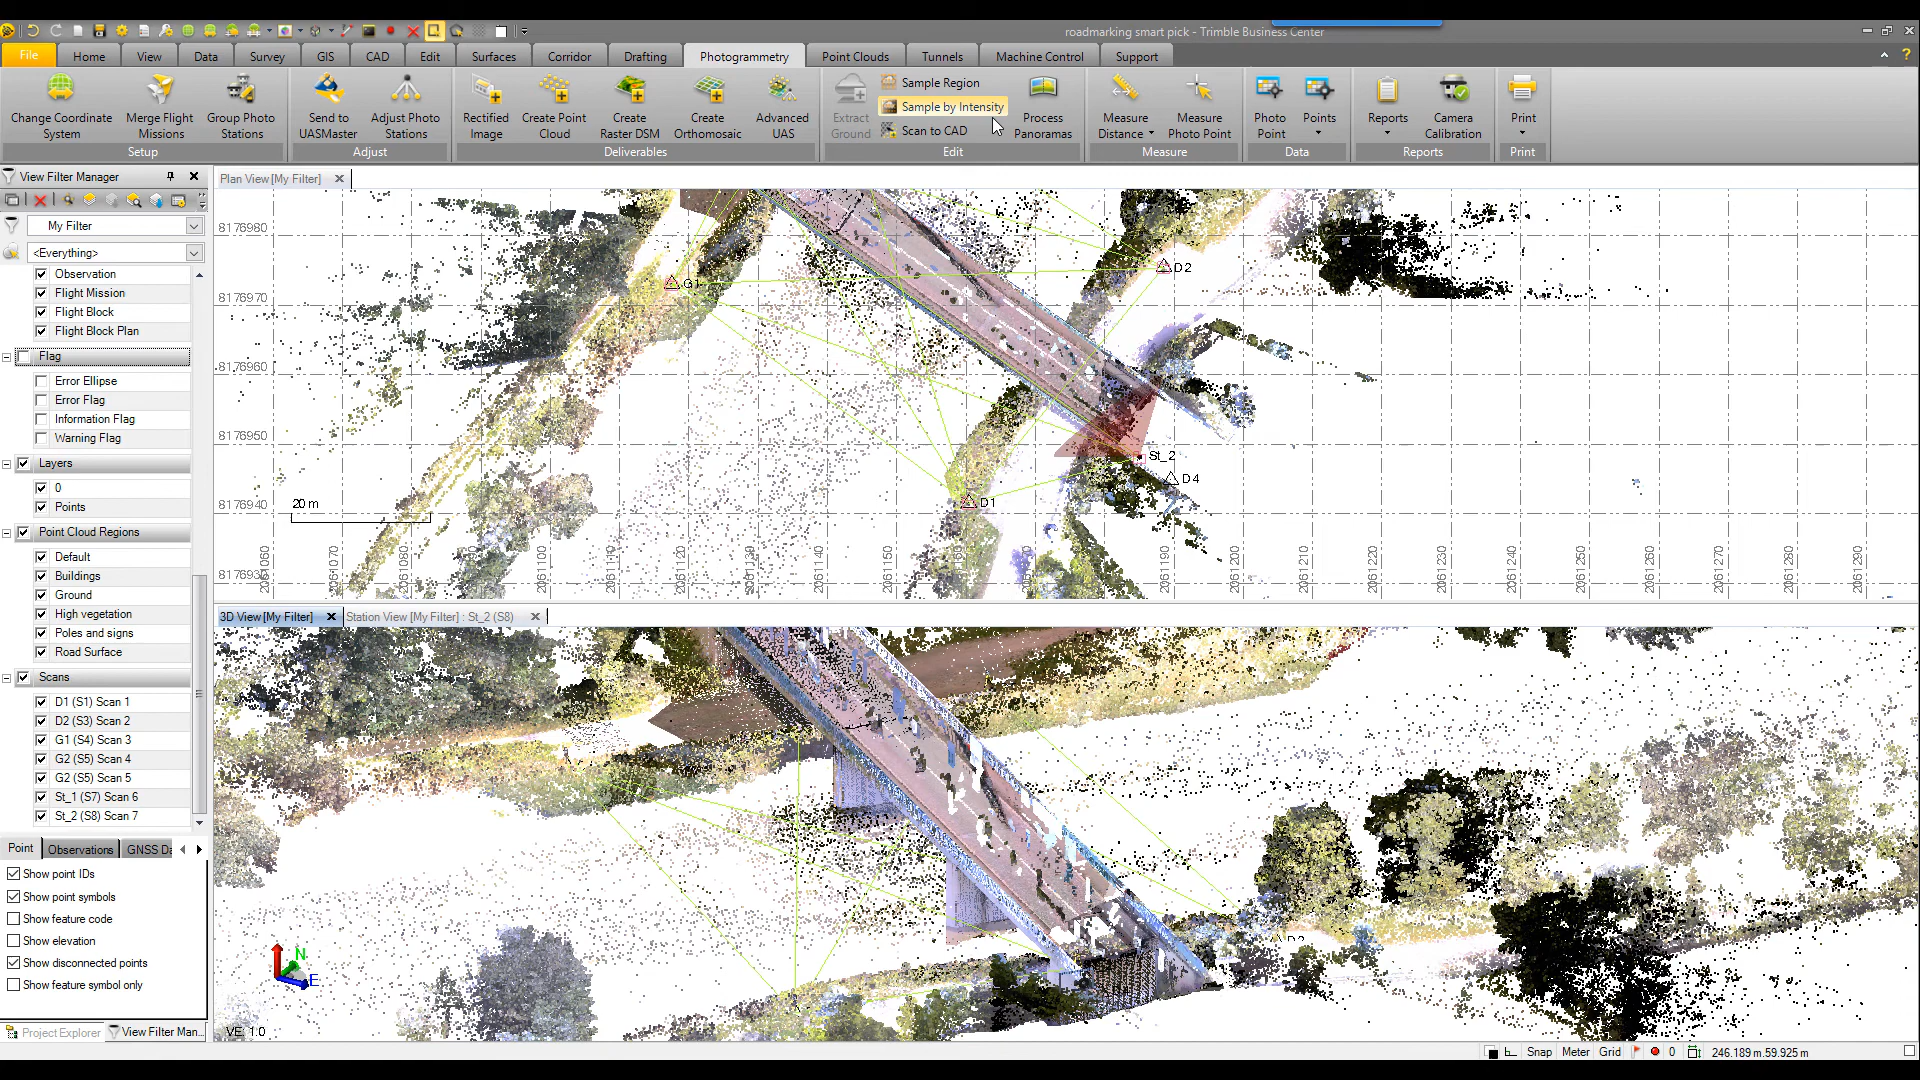 roadmarking smart pick - Trimble Business Center
File Home View Data Survey GIS CAD Edit Surfaces Corridor Drafting Photogrammetry Point Clouds Tunnels Machine Control Support
Change Coordinate System
Merge Flight Missions
Group Photo Stations
Setup
Send to UASMaster
Adjust Photo Stations
Adjust
Rectified Image
Create Point Cloud
Create Raster DSM
Create Orthomosaic
Advanced UAS
Deliverables
Extract Ground
Sample Region
Sample by Intensity
Scan to CAD
Process Panoramas
Edit
Measure Distance
Measure Photo Point
Measure
Photo Point
Points
Data
Reports
Camera Calibration
Reports
Print
Print
View Filter Manager
My Filter
<Everything>
Observation
Flight Mission
Flight Block
Flight Block Plan
Flag
Error Ellipse
Error Flag
Information Flag
Warning Flag
Layers
0
Points
Point Cloud Regions
Default
Buildings
Ground
High vegetation
Poles and signs
Road Surface
Scans
D1 (S1) Scan 1
D2 (S3) Scan 2
G1 (S4) Scan 3
G2 (S5) Scan 4
G2 (S5) Scan 5
St_1 (S7) Scan 6
St_2 (S8) Scan 7
Point Observations GNSS Da
Show point IDs
Show point symbols
Show feature code
Show elevation
Show disconnected points
Show feature symbol only
Project Explorer View Filter Man...
Plan View [My Filter]
8176980
8176970
8176960
8176950
8176940
817693
G1
D2
St_2
D4
D1
20 m
2061060 2061070 2061100 2061120 2061130 2061140 2061150 2061190 2061200 2061210 2061220 2061230 2061240 2061250 2061260 2061270 2061280 2061290
3D View [My Filter] Station View [My Filter] : St_2 (S8)
N
E
VE: 1.0
Snap Meter Grid 0 246.189 m,59.925 m